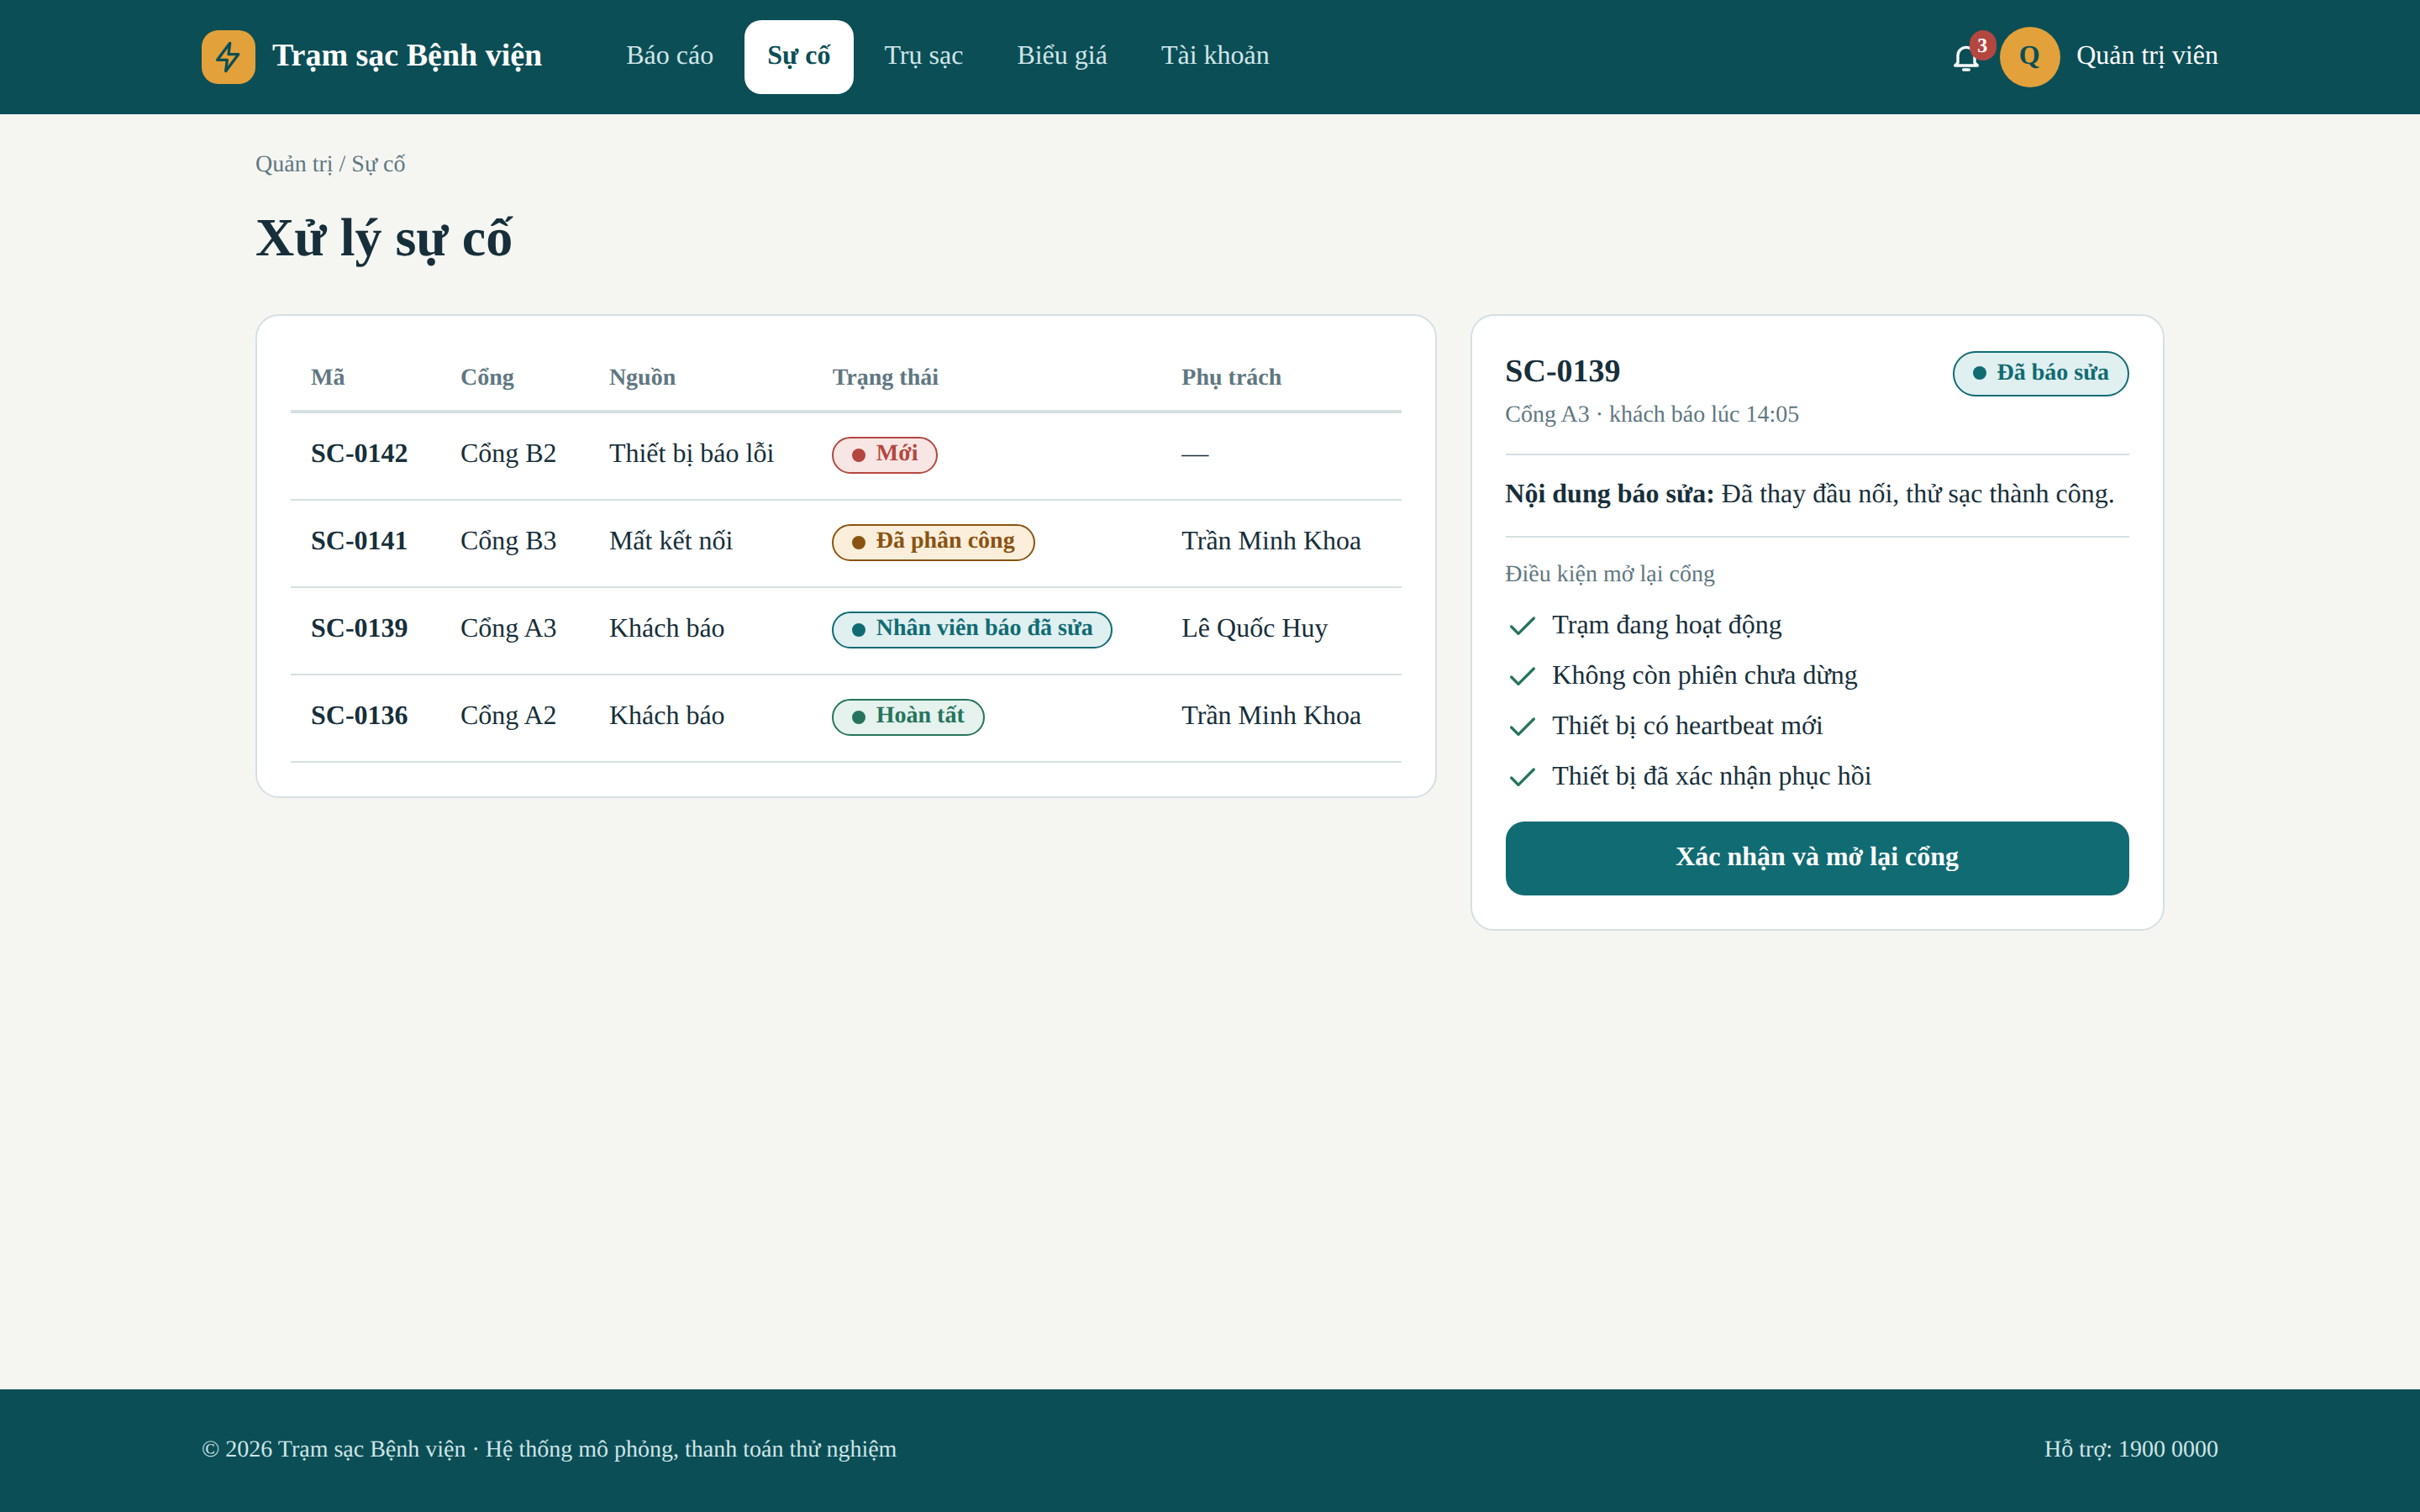 Trạm sạc Bệnh viện Báo cáo Sự cố Trụ sạc Biểu giá Tài khoản 3 Q Quản trị viên
Quản trị / Sự cố
Xử lý sự cố
Mã Cổng Nguồn Trạng thái Phụ trách
SC-0142 Cổng B2 Thiết bị báo lỗi Mới —
SC-0141 Cổng B3 Mất kết nối Đã phân công Trần Minh Khoa
SC-0139 Cổng A3 Khách báo Nhân viên báo đã sửa Lê Quốc Huy
SC-0136 Cổng A2 Khách báo Hoàn tất Trần Minh Khoa
SC-0139 Đã báo sửa
Cổng A3 · khách báo lúc 14:05
Nội dung báo sửa: Đã thay đầu nối, thử sạc thành công.
Điều kiện mở lại cổng
Trạm đang hoạt động
Không còn phiên chưa dừng
Thiết bị có heartbeat mới
Thiết bị đã xác nhận phục hồi
Xác nhận và mở lại cổng
© 2026 Trạm sạc Bệnh viện · Hệ thống mô phỏng, thanh toán thử nghiệm Hỗ trợ: 1900 0000